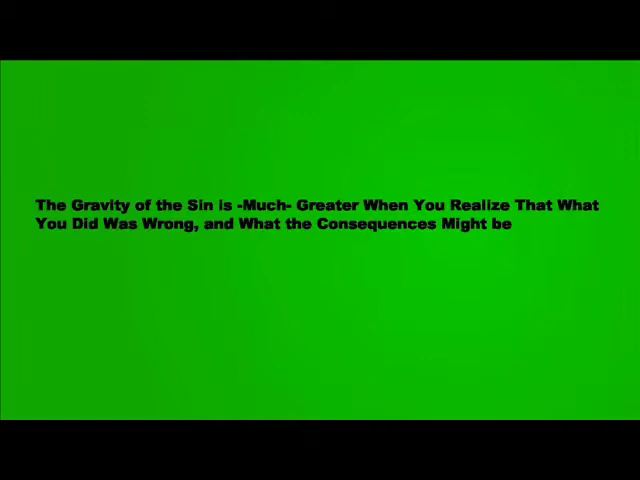 The Gravity of the Sin is -Much- Greater When You Realize That What
You Did Was Wrong, and What the Consequences Might be